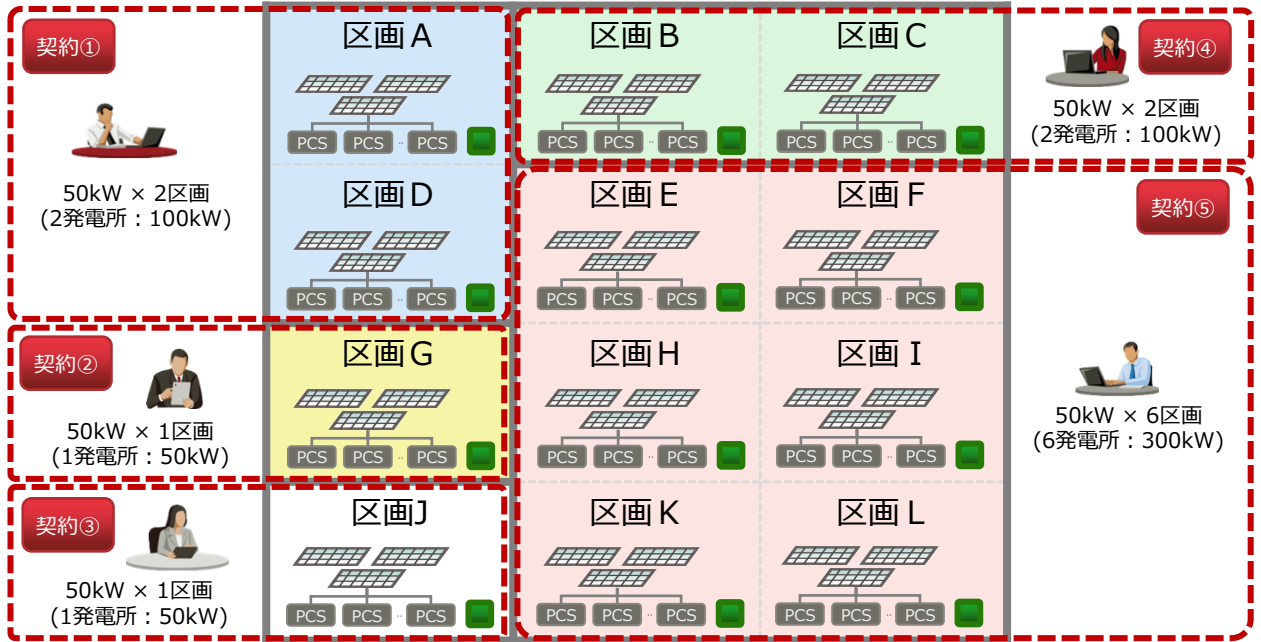 契約①
50kW × 2区画
(2発電所：100kW)
区画A
PCS PCS ‥ PCS
区画D
PCS PCS ‥ PCS
契約②
50kW × 1区画
(1発電所：50kW)
区画G
PCS PCS ‥ PCS
契約③
50kW × 1区画
(1発電所：50kW)
区画J
PCS PCS ‥ PCS
区画B
PCS PCS ‥ PCS
区画C
PCS PCS ‥ PCS
契約④
50kW × 2区画
(2発電所：100kW)
区画E
PCS PCS ‥ PCS
区画F
PCS PCS ‥ PCS
契約⑤
区画H
PCS PCS ‥ PCS
区画I
PCS PCS ‥ PCS
50kW × 6区画
(6発電所：300kW)
区画K
PCS PCS ‥ PCS
区画L
PCS PCS ‥ PCS